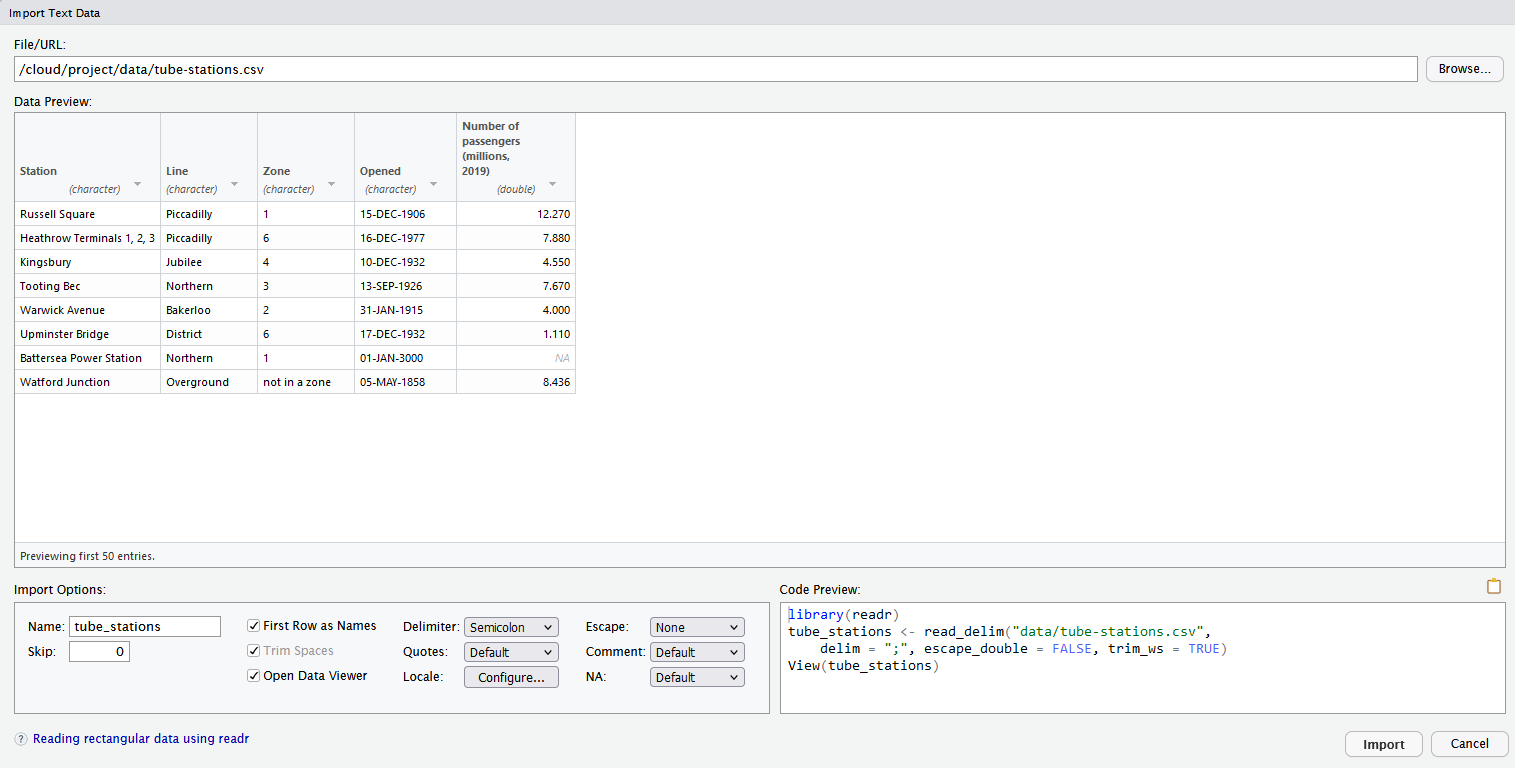 Import Text Data
File/URL:
/cloud/project/data/tube-stations.csv
Browse...
Data Preview:
Station (character)
Line (character)
Zone (character)
Opened (character)
Number of
passengers
(millions,
2019)
(double)
Russell Square Piccadilly 1 15-DEC-1906 12.270
Heathrow Terminals 1, 2, 3 Piccadilly 6 16-DEC-1977 7.880
Kingsbury Jubilee 4 10-DEC-1932 4.550
Tooting Bec Northern 3 13-SEP-1926 7.670
Warwick Avenue Bakerloo 2 31-JAN-1915 4.000
Upminster Bridge District 6 17-DEC-1932 1.110
Battersea Power Station Northern 1 01-JAN-3000 NA
Watford Junction Overground not in a zone 05-MAY-1858 8.436
Previewing first 50 entries.
Import Options:
Name: tube_stations
Skip: 0
First Row as Names
Trim Spaces
Open Data Viewer
Delimiter: Semicolon
Quotes: Default
Locale: Configure...
Escape: None
Comment: Default
NA: Default
Code Preview:
library(readr)
tube_stations <- read_delim("data/tube-stations.csv",
    delim = ";", escape_double = FALSE, trim_ws = TRUE)
View(tube_stations)
? Reading rectangular data using readr
Import
Cancel